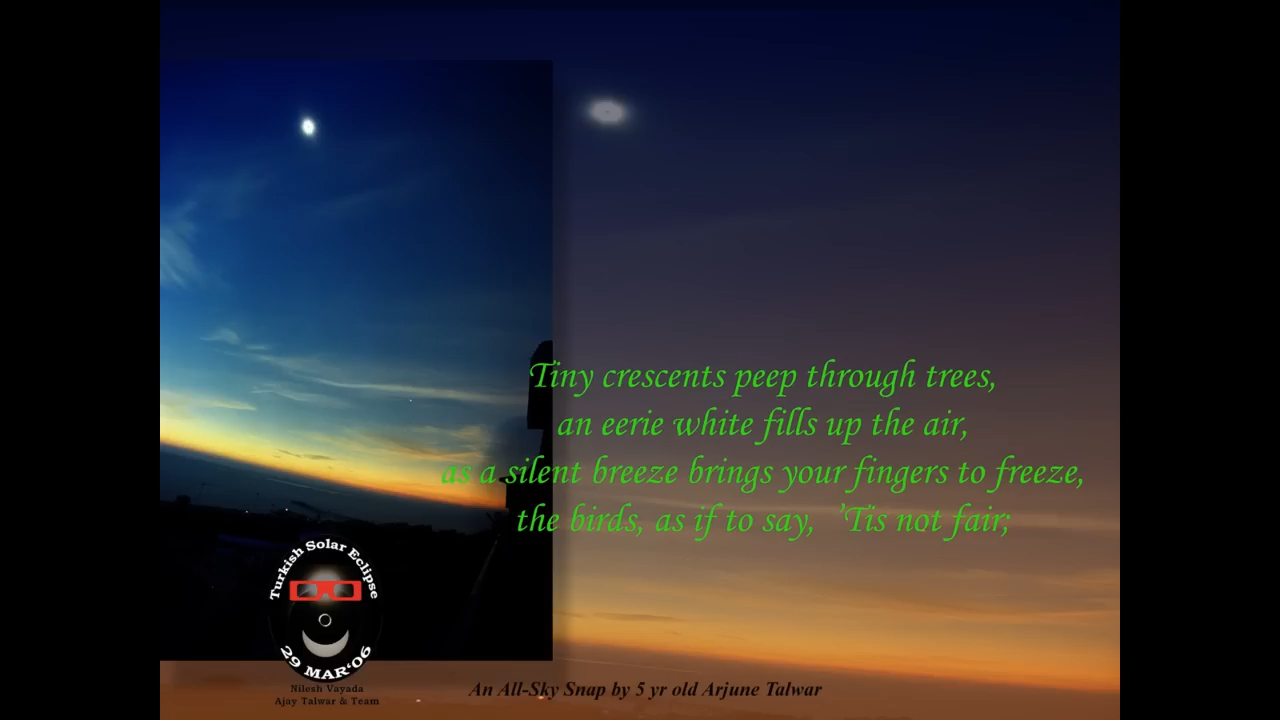 Tiny crescents peep through trees,
an eerie white fills up the air,
as a silent breeze brings your fingers to freeze,
the birds, as if to say, 'Tis not fair;
Turkish Solar Eclipse
29 MAR'06
Nilesh Vayada
Ajay Talwar & Team
An All-Sky Snap by 5 yr old Arjune Talwar